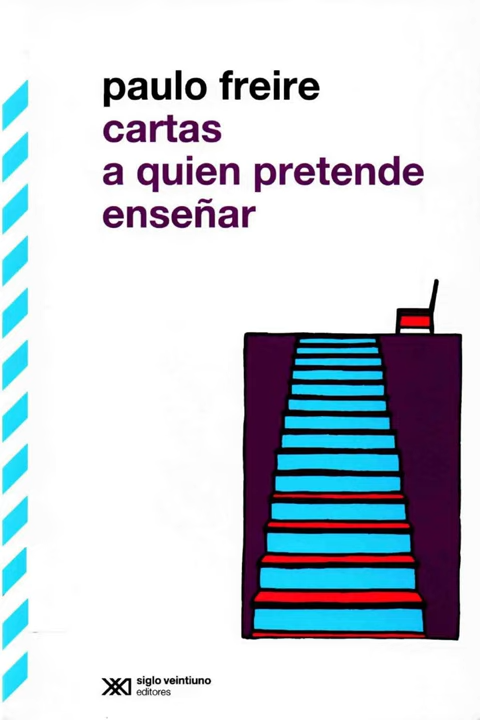 paulo freire
cartas
a quien pretende
enseñar
siglo veintiuno
editores